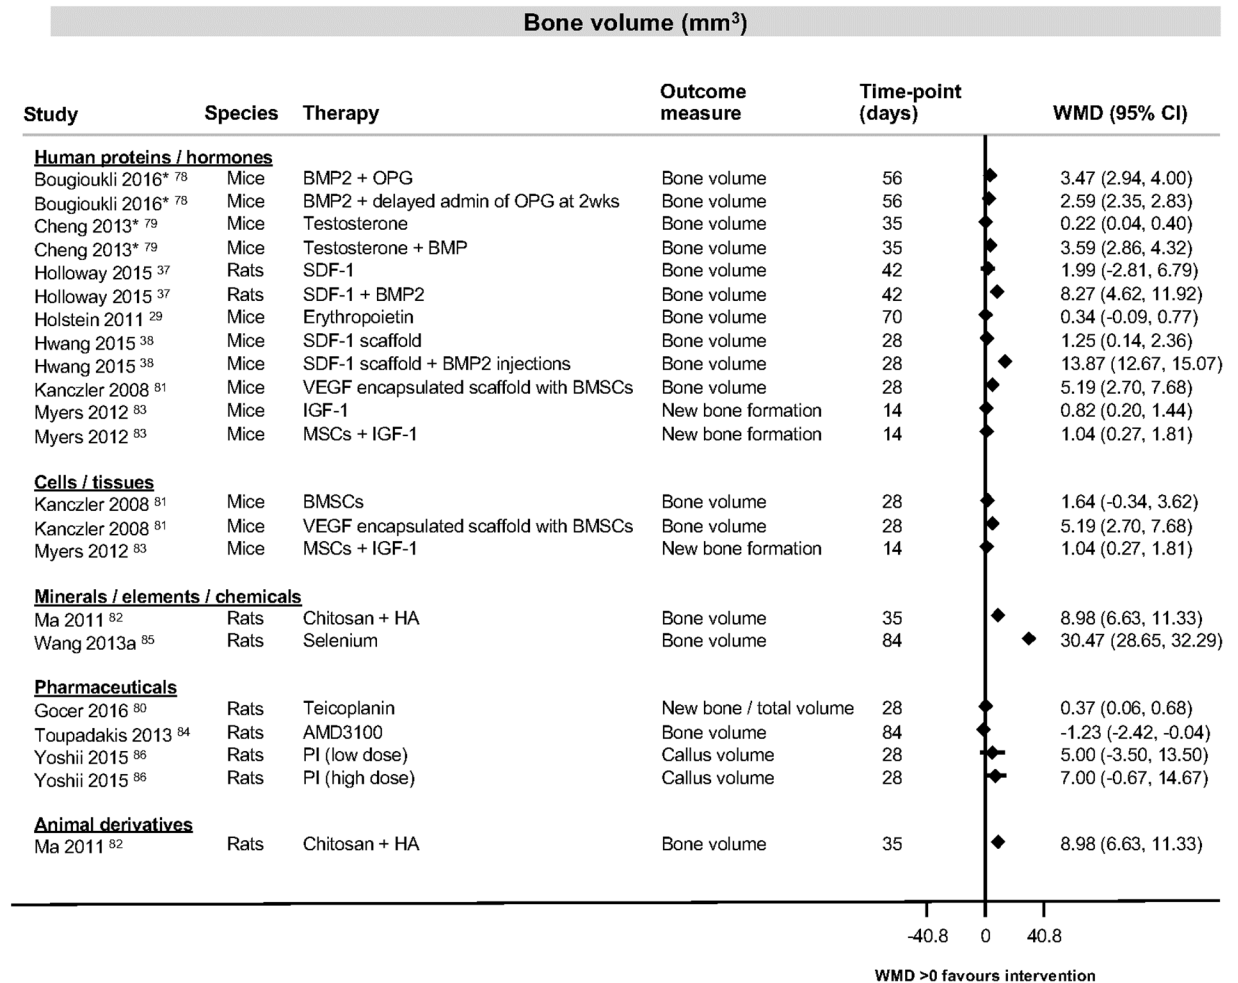 Bone volume (mm³)
Study Species Therapy Outcome measure Time-point (days) WMD (95% CI)
Human proteins / hormones
Bougioukli 2016* 78 Mice BMP2 + OPG Bone volume 56 3.47 (2.94, 4.00)
Bougioukli 2016* 78 Mice BMP2 + delayed admin of OPG at 2wks Bone volume 56 2.59 (2.35, 2.83)
Cheng 2013* 79 Mice Testosterone Bone volume 35 0.22 (0.04, 0.40)
Cheng 2013* 79 Mice Testosterone + BMP Bone volume 35 3.59 (2.86, 4.32)
Holloway 2015 37 Rats SDF-1 Bone volume 42 1.99 (-2.81, 6.79)
Holloway 2015 37 Rats SDF-1 + BMP2 Bone volume 42 8.27 (4.62, 11.92)
Holstein 2011 29 Mice Erythropoietin Bone volume 70 0.34 (-0.09, 0.77)
Hwang 2015 38 Mice SDF-1 scaffold Bone volume 28 1.25 (0.14, 2.36)
Hwang 2015 38 Mice SDF-1 scaffold + BMP2 injections Bone volume 28 13.87 (12.67, 15.07)
Kanczler 2008 81 Mice VEGF encapsulated scaffold with BMSCs Bone volume 28 5.19 (2.70, 7.68)
Myers 2012 83 Mice IGF-1 New bone formation 14 0.82 (0.20, 1.44)
Myers 2012 83 Mice MSCs + IGF-1 New bone formation 14 1.04 (0.27, 1.81)
Cells / tissues
Kanczler 2008 81 Mice BMSCs Bone volume 28 1.64 (-0.34, 3.62)
Kanczler 2008 81 Mice VEGF encapsulated scaffold with BMSCs Bone volume 28 5.19 (2.70, 7.68)
Myers 2012 83 Mice MSCs + IGF-1 New bone formation 14 1.04 (0.27, 1.81)
Minerals / elements / chemicals
Ma 2011 82 Rats Chitosan + HA Bone volume 35 8.98 (6.63, 11.33)
Wang 2013a 85 Rats Selenium Bone volume 84 30.47 (28.65, 32.29)
Pharmaceuticals
Gocer 2016 80 Rats Teicoplanin New bone / total volume 28 0.37 (0.06, 0.68)
Toupadakis 2013 84 Rats AMD3100 Bone volume 84 -1.23 (-2.42, -0.04)
Yoshii 2015 86 Rats PI (low dose) Callus volume 28 5.00 (-3.50, 13.50)
Yoshii 2015 86 Rats PI (high dose) Callus volume 28 7.00 (-0.67, 14.67)
Animal derivatives
Ma 2011 82 Rats Chitosan + HA Bone volume 35 8.98 (6.63, 11.33)
-40.8 0 40.8
WMD >0 favours intervention